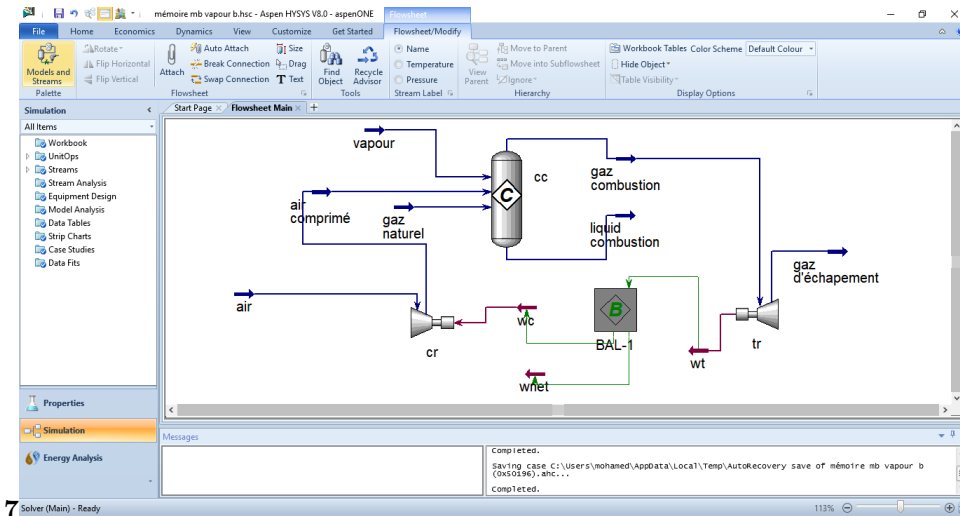 mémoire mb vapour b.hsc - Aspen HYSYS V8.0 - aspenONE
Flowsheet
File Home Economics Dynamics View Customize Get Started Flowsheet/Modify
Models and Streams
Rotate
Flip Horizontal
Flip Vertical
Attach
Auto Attach
Break Connection
Swap Connection
Size
Drag
Text
Find Object
Recycle Advisor
Name
Temperature
Pressure
View Parent
Move to Parent
Move into Subflowsheet
Ignore
Workbook Tables Color Scheme Default Colour
Hide Object
Table Visibility
Palette Flowsheet Tools Stream Label Hierarchy Display Options
Simulation
All Items
Workbook
UnitOps
Streams
Stream Analysis
Equipment Design
Model Analysis
Data Tables
Strip Charts
Case Studies
Data Fits
Properties
Simulation
Energy Analysis
Start Page Flowsheet Main +
vapour
cc
C
gaz
combustion
air
comprimé
gaz
naturel
liquid
combustion
gaz
d'échapement
air
wc
B
BAL-1
cr
wt
tr
wnet
Messages
Completed.
Saving case C:\Users\mohamed\AppData\Local\Temp\AutoRecovery save of mémoire mb vapour b
(0x50196).ahc...
Completed.
7
Solver (Main) - Ready
113%